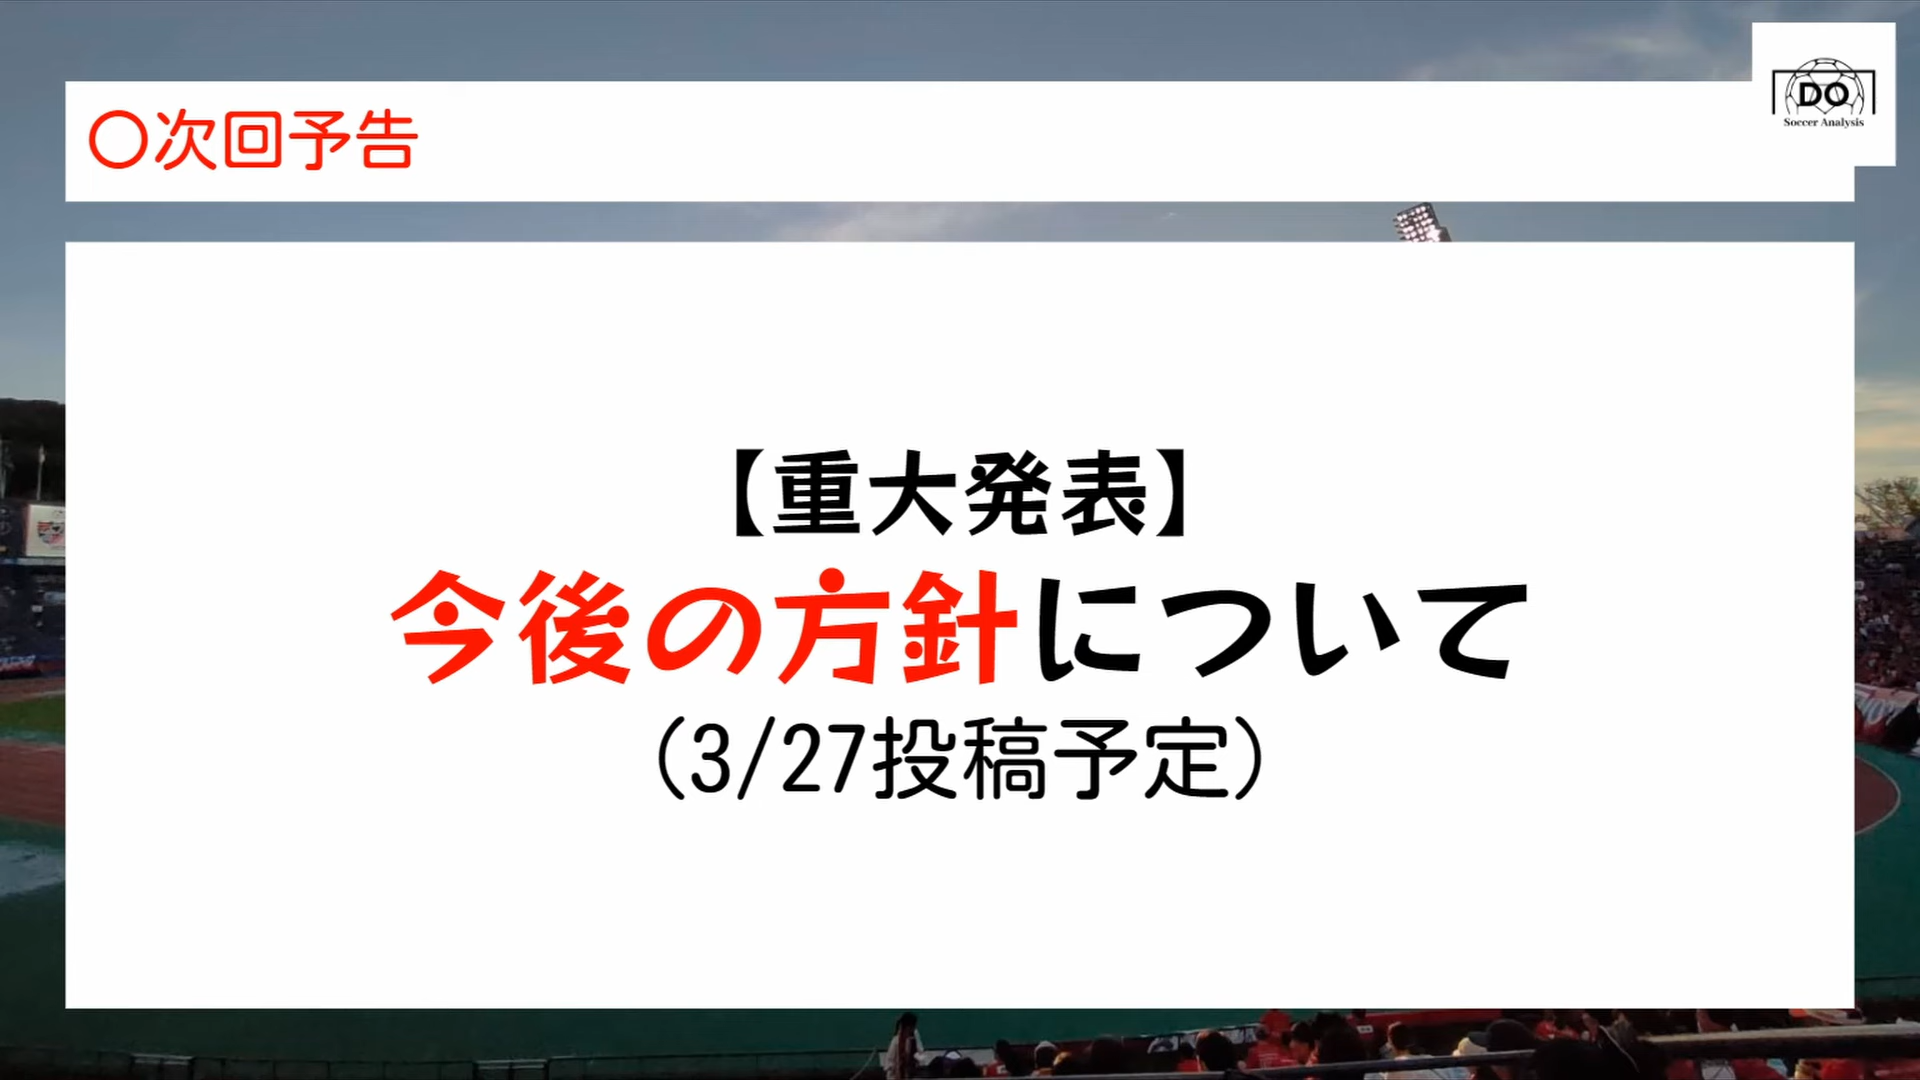 〇次回予告
DO
Soccer Analysis
【重大発表】
今後の方針について
(3/27投稿予定)